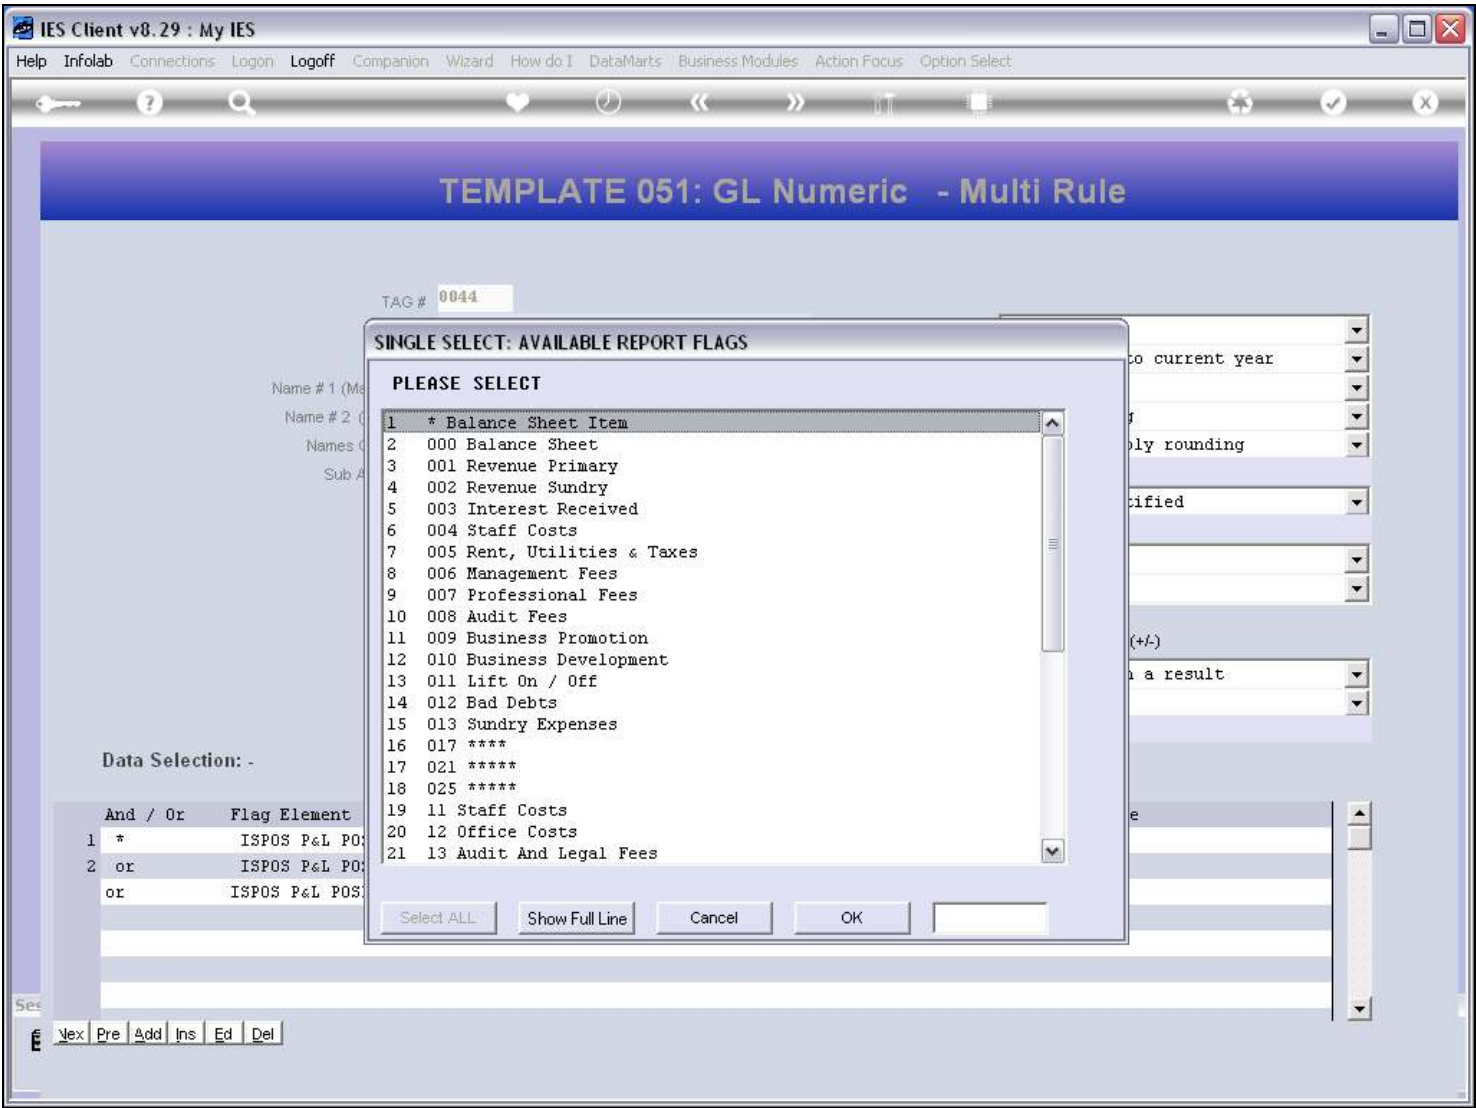 IES Client v8.29 : My IES
Help Infolab Connections Logon Logoff Companion Wizard How do I DataMarts Business Modules Action Focus Option Select
TEMPLATE 051: GL Numeric - Multi Rule
TAG # 0044
SINGLE SELECT: AVAILABLE REPORT FLAGS
to current year
PLEASE SELECT
Name # 1 (Ma
Name # 2
Names
ply rounding
Sub A
tified
(+/-)
n a result
1 * Balance Sheet Item
2 000 Balance Sheet
3 001 Revenue Primary
4 002 Revenue Sundry
5 003 Interest Received
6 004 Staff Costs
7 005 Rent, Utilities & Taxes
8 006 Management Fees
9 007 Professional Fees
10 008 Audit Fees
11 009 Business Promotion
12 010 Business Development
13 011 Lift On / Off
14 012 Bad Debts
15 013 Sundry Expenses
16 017 ****
17 021 *****
18 025 *****
19 11 Staff Costs
20 12 Office Costs
21 13 Audit And Legal Fees
Select ALL Show Full Line Cancel OK
Data Selection: -
And / Or Flag Element e
1 * ISPOS P&L PO
2 or ISPOS P&L PO
or ISPOS P&L POS
Ses
Nex Pre Add Ins Ed Del